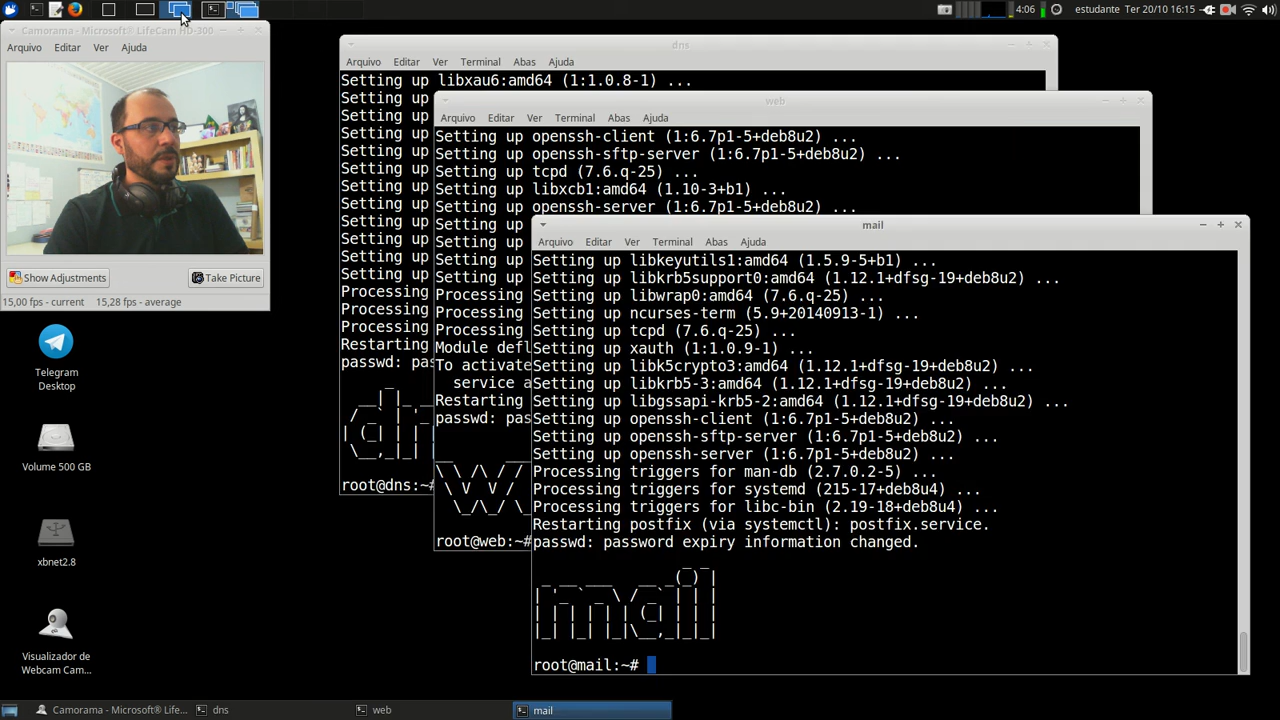 4:06
estudante
Ter 20/10 16:15
Camorama - Microsoft® LifeCam HD-300
Arquivo Editar Ver Ajuda
Show Adjustments
Take Picture
15,00 fps - current 15,28 fps - average
Telegram
Desktop
Volume 500 GB
xbnet2.8
Visualizador de
Webcam Cam...
dns
Arquivo Editar Ver Terminal Abas Ajuda
Setting up libxau6:amd64 (1:1.0.8-1) ...
Setting up
Setting up
Setting up
Setting up
Setting up
Setting up
Setting up
Setting up
Setting up
Setting up
Setting up
Processing
Processing
Processing
Restarting
passwd: pas
root@dns:~#
web
Arquivo Editar Ver Terminal Abas Ajuda
Setting up openssh-client (1:6.7p1-5+deb8u2) ...
Setting up openssh-sftp-server (1:6.7p1-5+deb8u2) ...
Setting up tcpd (7.6.q-25) ...
Setting up libxcb1:amd64 (1.10-3+b1) ...
Setting up openssh-server (1:6.7p1-5+deb8u2) ...
Setting up
Setting up
Setting up
Setting up
Processing
Processing
Processing
Module defl
To activate
service a
Restarting
passwd: pas
root@web:~#
mail
Arquivo Editar Ver Terminal Abas Ajuda
Setting up libkeyutils1:amd64 (1.5.9-5+b1) ...
Setting up libkrb5support0:amd64 (1.12.1+dfsg-19+deb8u2) ...
Setting up libwrap0:amd64 (7.6.q-25) ...
Setting up ncurses-term (5.9+20140913-1) ...
Setting up tcpd (7.6.q-25) ...
Setting up xauth (1:1.0.9-1) ...
Setting up libk5crypto3:amd64 (1.12.1+dfsg-19+deb8u2) ...
Setting up libkrb5-3:amd64 (1.12.1+dfsg-19+deb8u2) ...
Setting up libgssapi-krb5-2:amd64 (1.12.1+dfsg-19+deb8u2) ...
Setting up openssh-client (1:6.7p1-5+deb8u2) ...
Setting up openssh-sftp-server (1:6.7p1-5+deb8u2) ...
Setting up openssh-server (1:6.7p1-5+deb8u2) ...
Processing triggers for man-db (2.7.0.2-5) ...
Processing triggers for systemd (215-17+deb8u4) ...
Processing triggers for libc-bin (2.19-18+deb8u4) ...
Restarting postfix (via systemctl): postfix.service.
passwd: password expiry information changed.
mail
root@mail:~#
Camorama - Microsoft® Life...
dns
web
mail